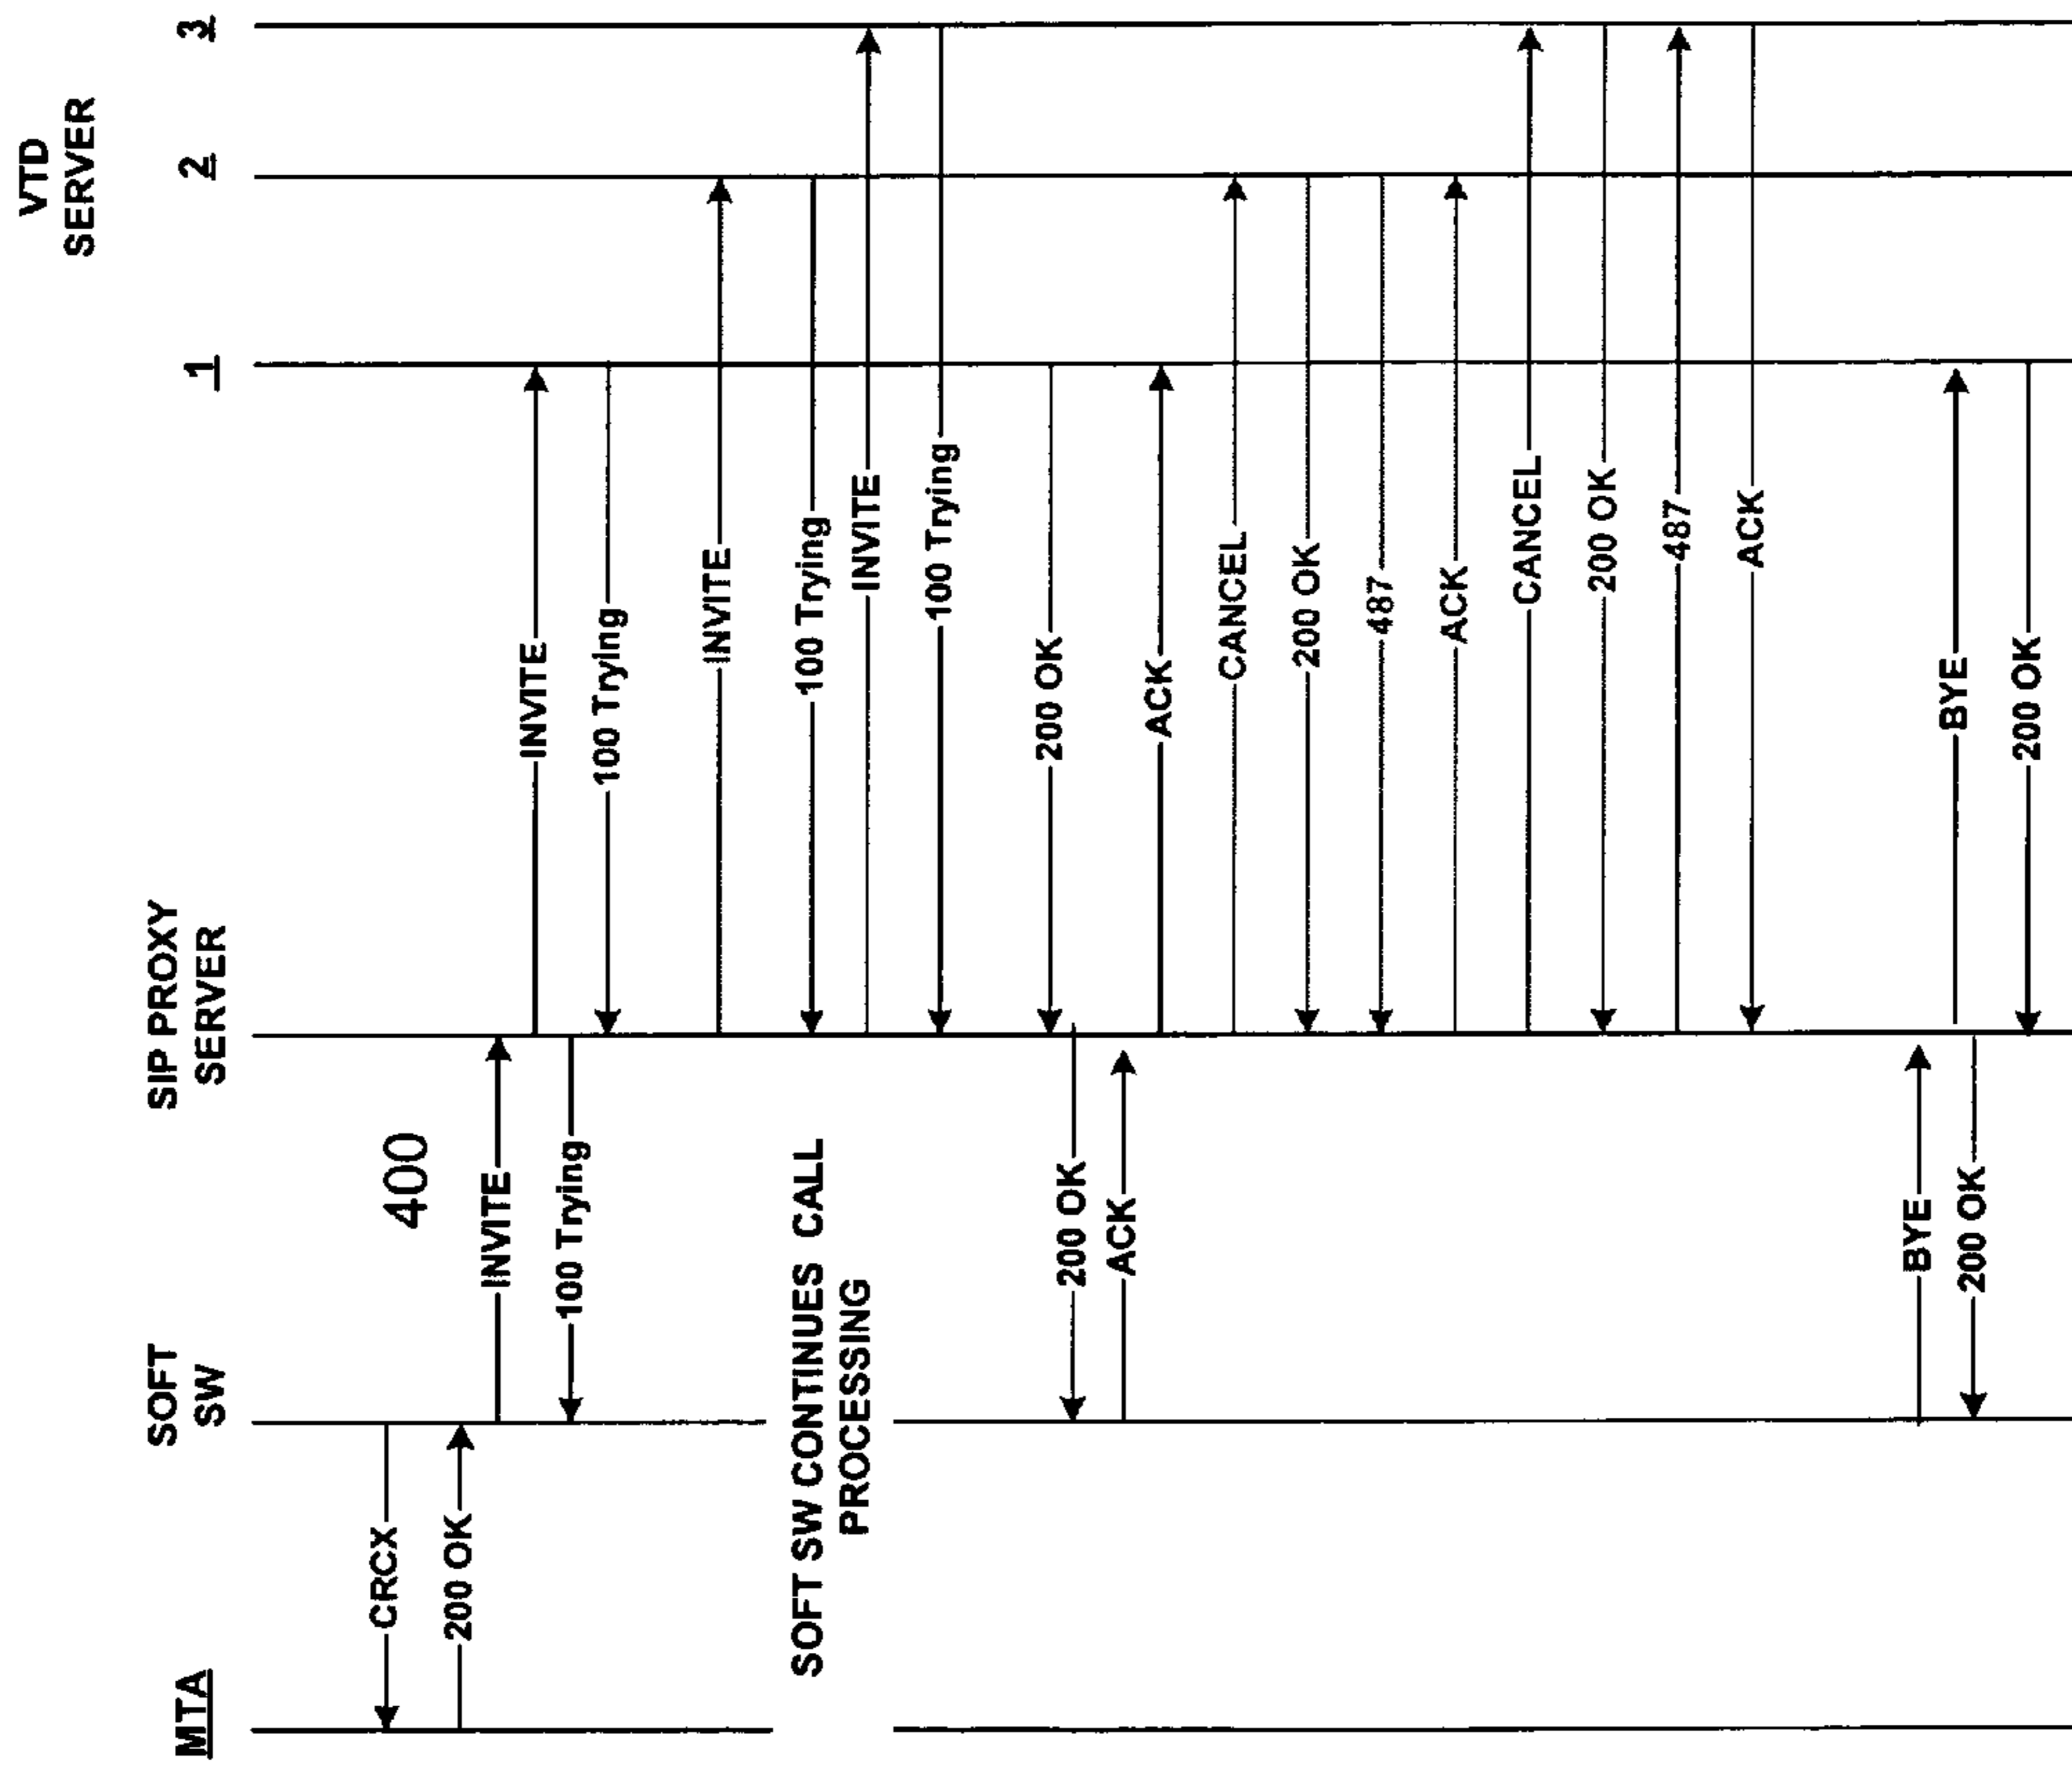 VTD
SERVER
MTA
SOFT
SW
SIP PROXY
SERVER
1
2
3
400
CRCX
200 OK
INVITE
INVITE
100 Trying
100 Trying
INVITE
100 Trying
INVITE
100 Trying
SOFT SW CONTINUES CALL
PROCESSING
200 OK
200 OK
ACK
ACK
CANCEL
200 OK
487
ACK
CANCEL
200 OK
487
ACK
BYE
BYE
200 OK
200 OK